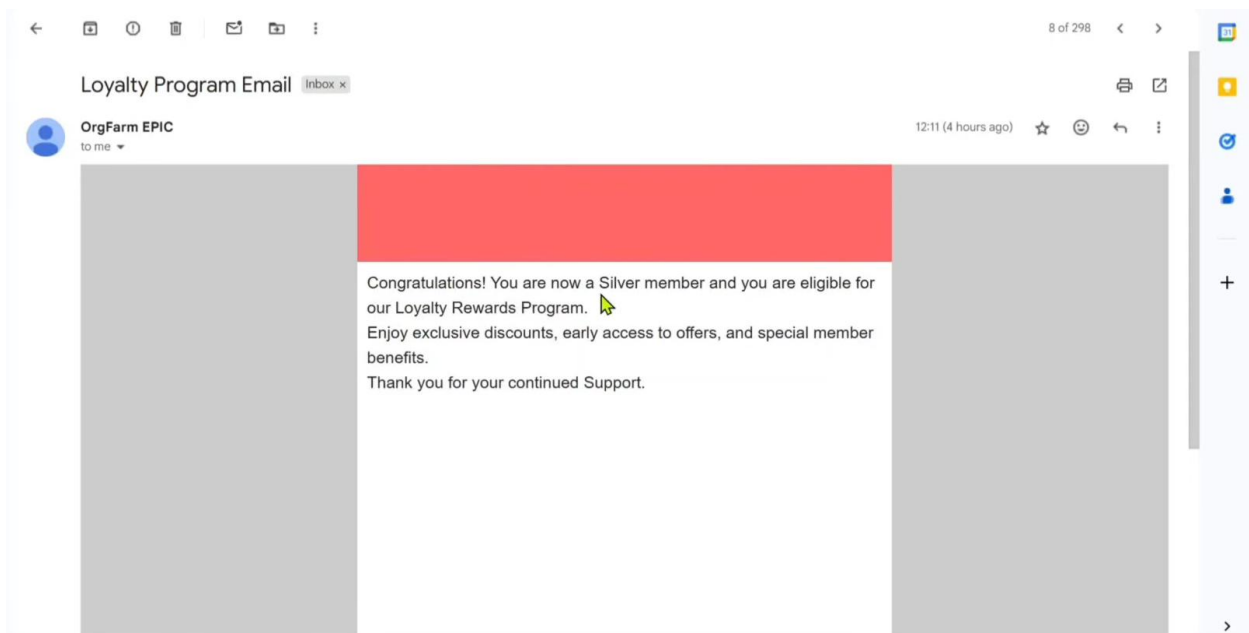 8 of 298
Loyalty Program Email Inbox ×
OrgFarm EPIC
12:11 (4 hours ago)
to me
Congratulations! You are now a Silver member and you are eligible for
our Loyalty Rewards Program.
Enjoy exclusive discounts, early access to offers, and special member
benefits.
Thank you for your continued Support.
31